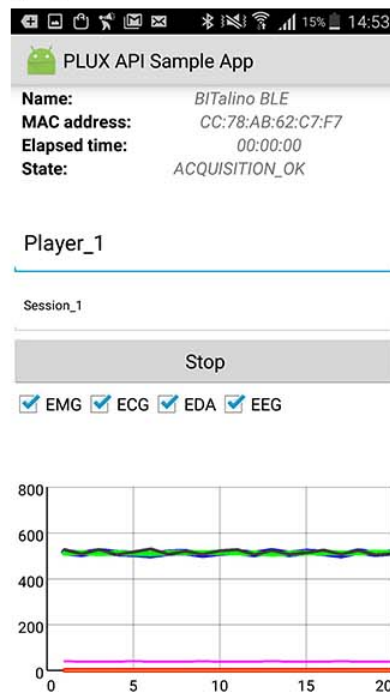 15% 14:53
PLUX API Sample App
Name: BITalino BLE
MAC address: CC:78:AB:62:C7:F7
Elapsed time: 00:00:00
State: ACQUISITION_OK
Player_1
Session_1
Stop
EMG ECG EDA EEG
800
600
400
200
0
0 5 10 15 20